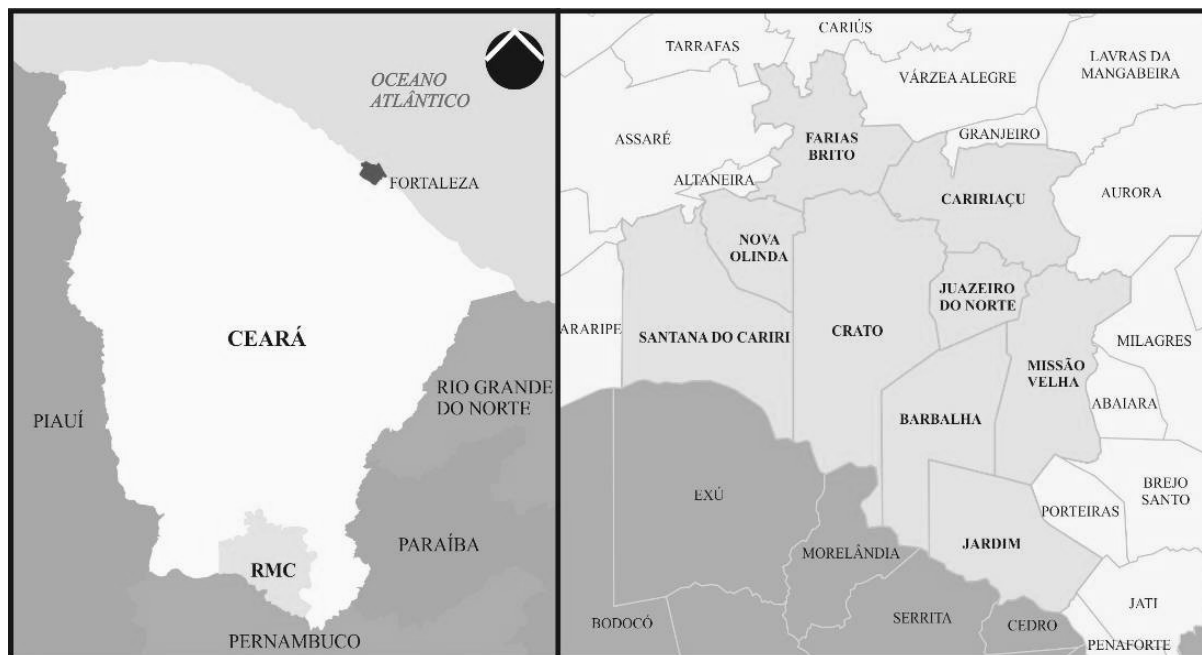 OCEANO
ATLÂNTICO
FORTALEZA
CEARÁ
PIAUÍ
RIO GRANDE
DO NORTE
PARAÍBA
RMC
PERNAMBUCO
CARIÚS
TARRAFAS
LAVRAS DA
MANGABEIRA
VÁRZEA ALEGRE
ASSARÉ
FARIAS
BRITO
GRANJEIRO
ALTANEIRA
AURORA
CARIRIAÇU
NOVA
OLINDA
JUAZEIRO
DO NORTE
ARARIPE
SANTANA DO CARIRI
CRATO
MILAGRES
MISSÃO
VELHA
ABAIARA
BARBALHA
EXÚ
BREJO
SANTO
PORTEIRAS
JARDIM
MORELÂNDIA
JATI
BODOCÓ
SERRITA
CEDRO
PENAFORTE